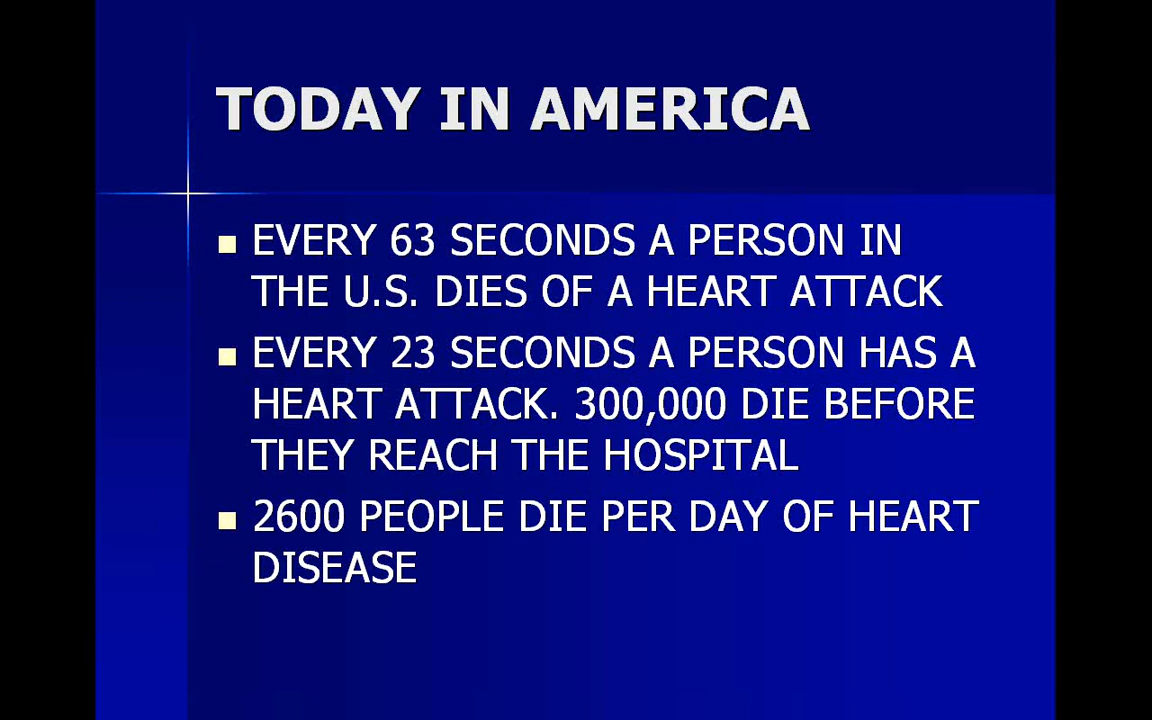 TODAY IN AMERICA
EVERY 63 SECONDS A PERSON IN
THE U.S. DIES OF A HEART ATTACK
EVERY 23 SECONDS A PERSON HAS A
HEART ATTACK. 300,000 DIE BEFORE
THEY REACH THE HOSPITAL
2600 PEOPLE DIE PER DAY OF HEART
DISEASE